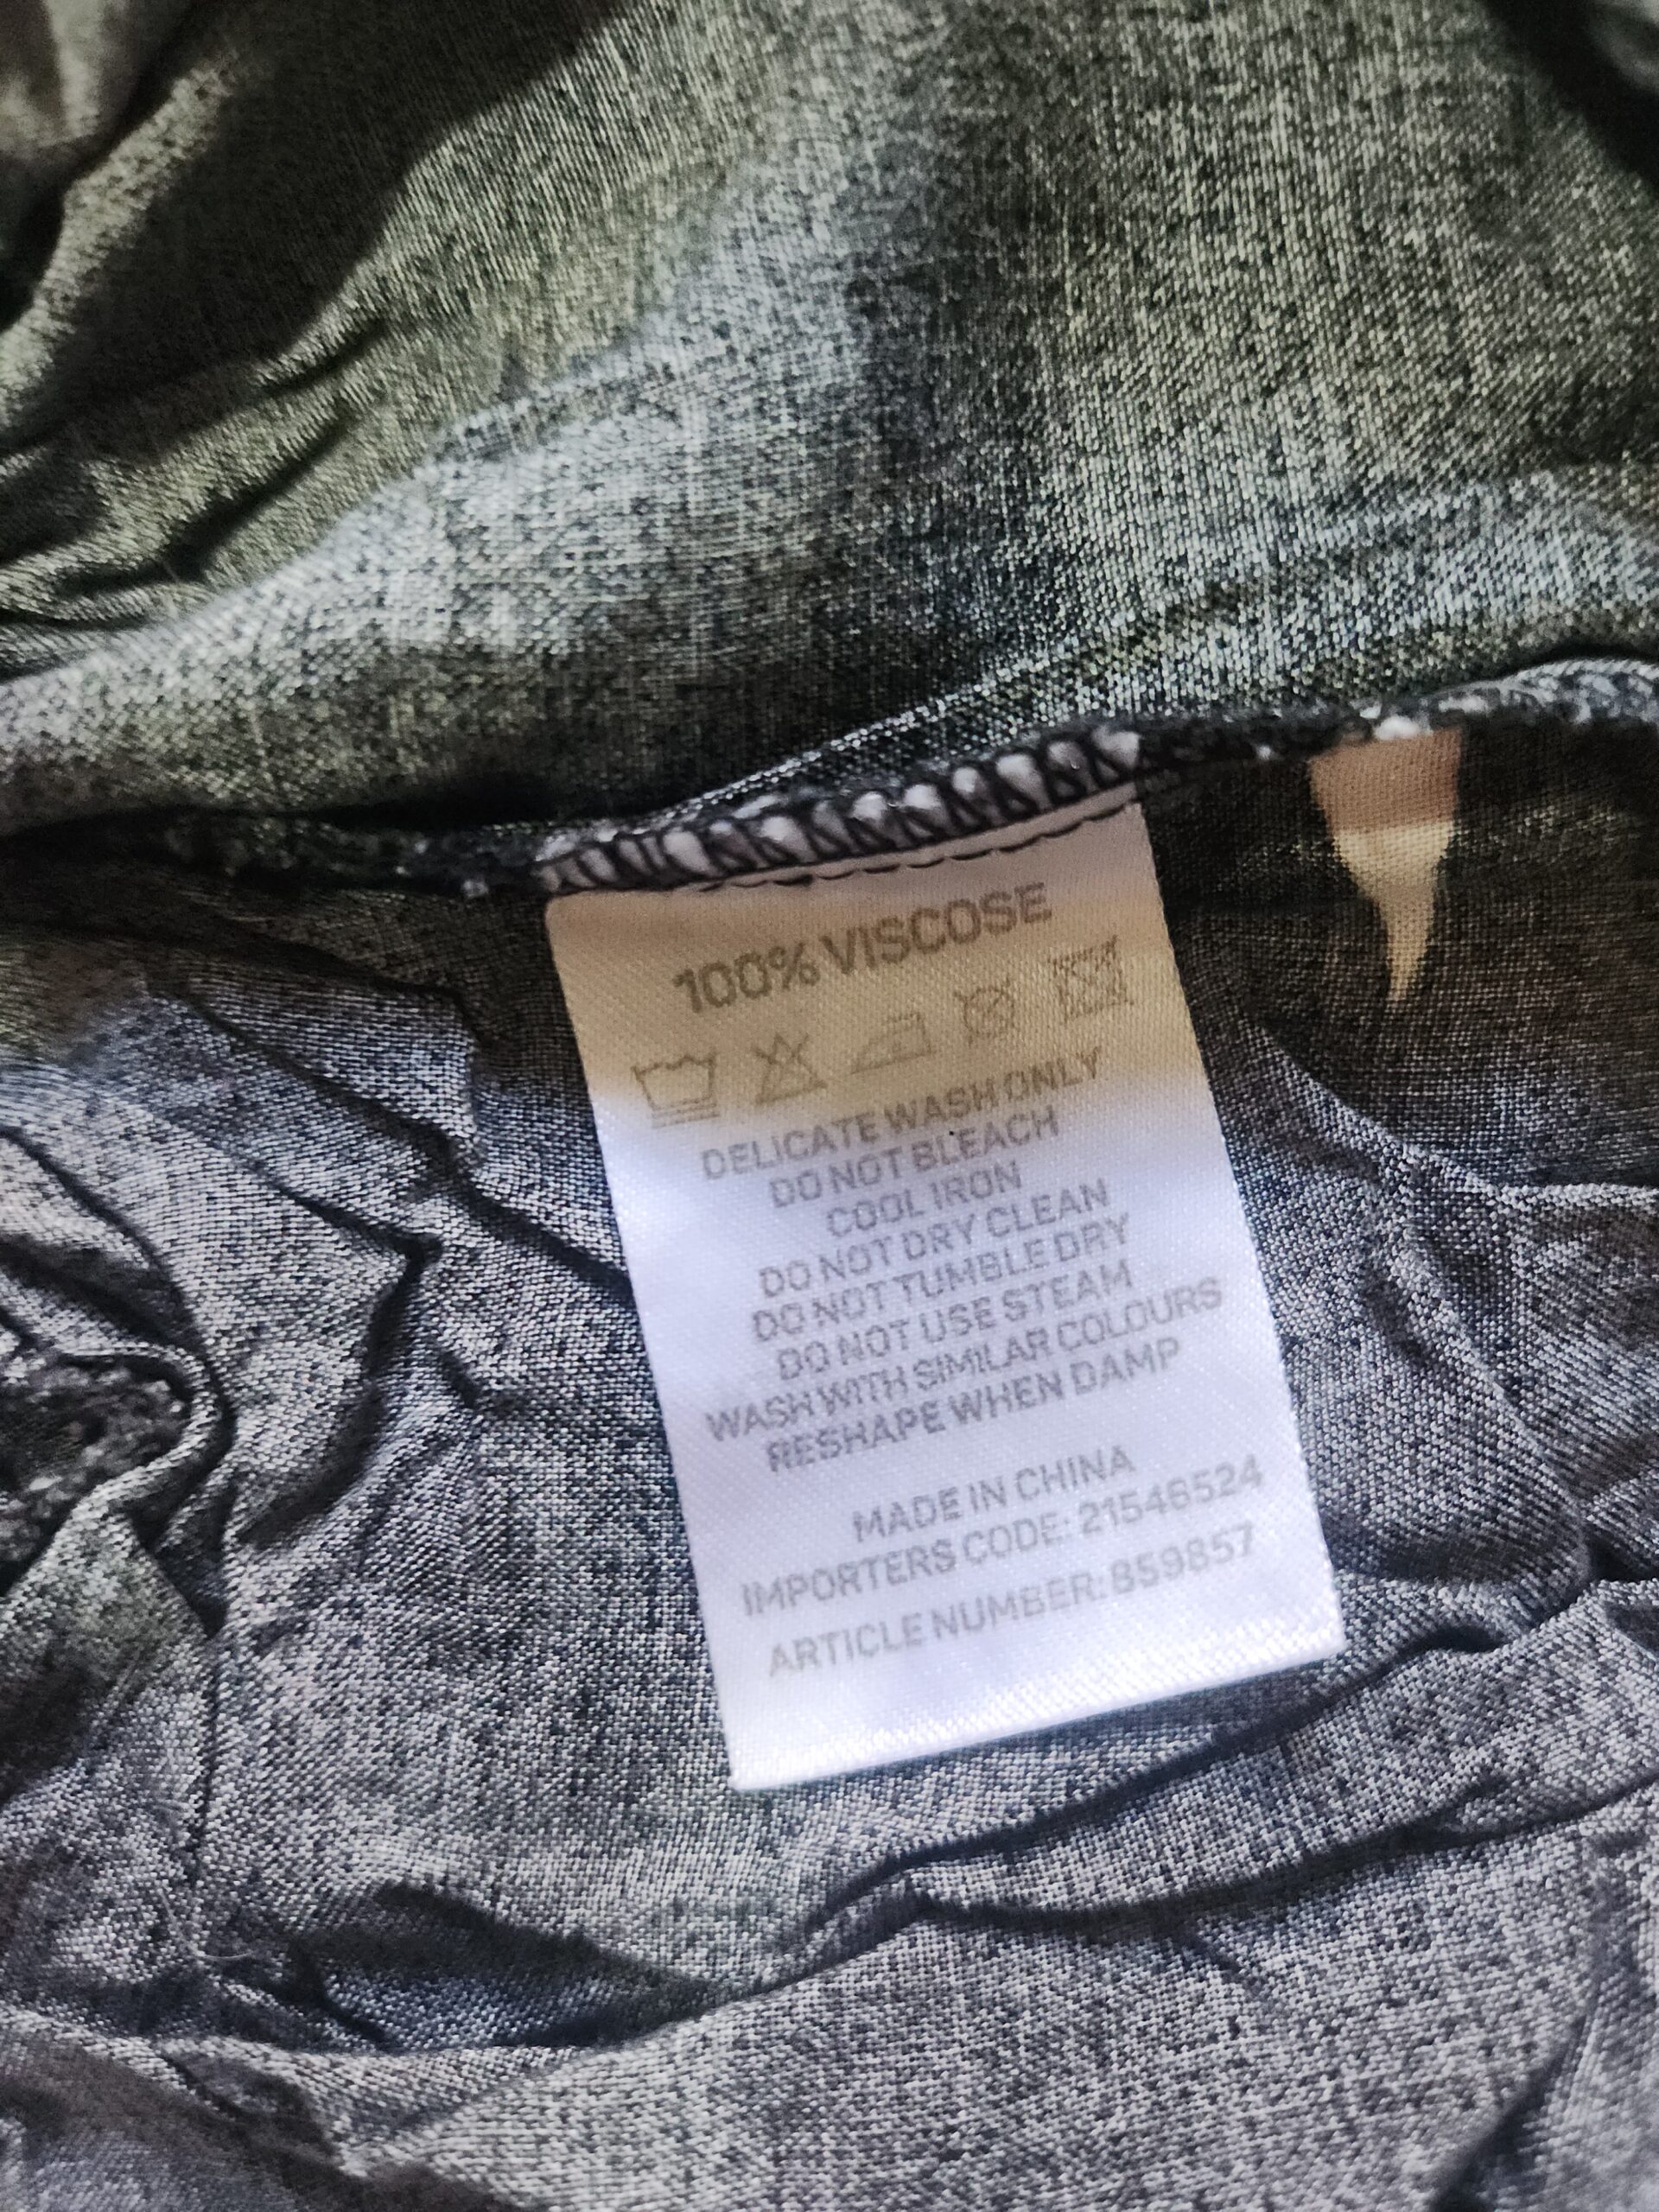 100% VISCOSE
DELICATE WASH ONLY
DO NOT BLEACH
COOL IRON
DO NOT DRY CLEAN
DO NOT TUMBLE DRY
DO NOT USE STEAM
WASH WITH SIMILAR COLOURS
RESHAPE WHEN DAMP
MADE IN CHINA
IMPORTERS CODE: 21546524
ARTICLE NUMBER: 859857